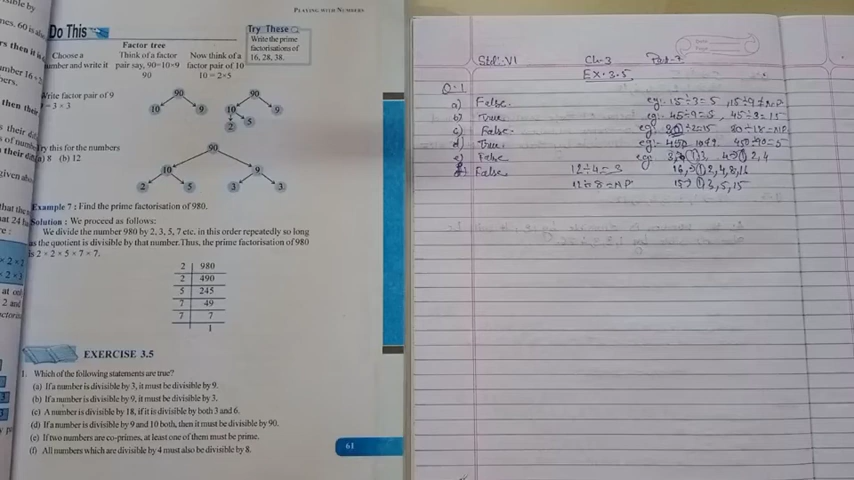 PLAYING WITH NUMBERS
Do This
Try These
Write the prime
factorisations of
16, 28, 38.
Factor tree
Choose a
number and write it
Think of a factor
pair say, 90=10×9
Now think of a
factor pair of 10
90
10 = 2×5
Write factor pair of 9
= 3 × 3
90
10 9
90
10 9
2 5
Try this for the numbers
(a) 8 (b) 12
90
10 9
2 5 3 3
Example 7 : Find the prime factorisation of 980.
Solution : We proceed as follows:
We divide the number 980 by 2, 3, 5, 7 etc. in this order repeatedly so long
as the quotient is divisible by that number. Thus, the prime factorisation of 980
is 2 × 2 × 5 × 7 × 7.
2 980
2 490
5 245
7 49
7 7
1
EXERCISE 3.5
1. Which of the following statements are true?
(a) If a number is divisible by 3, it must be divisible by 9.
(b) If a number is divisible by 9, it must be divisible by 3.
(c) A number is divisible by 18, if it is divisible by both 3 and 6.
(d) If a number is divisible by 9 and 10 both, then it must be divisible by 90.
(e) If two numbers are co-primes, at least one of them must be prime.
(f) All numbers which are divisible by 4 must also be divisible by 8.
61
Std:-VI Ch-3
EX.3.5
Q.1
a) False. eg:- 15÷3=5, 15÷9
b) True eg:- 45÷9=5, 45÷3=15
c) False. eg:
d) True.
e) False eg
f) False 12÷4=3 16→1,2,4,8,16
12÷8=NP 15→1,3,5,15